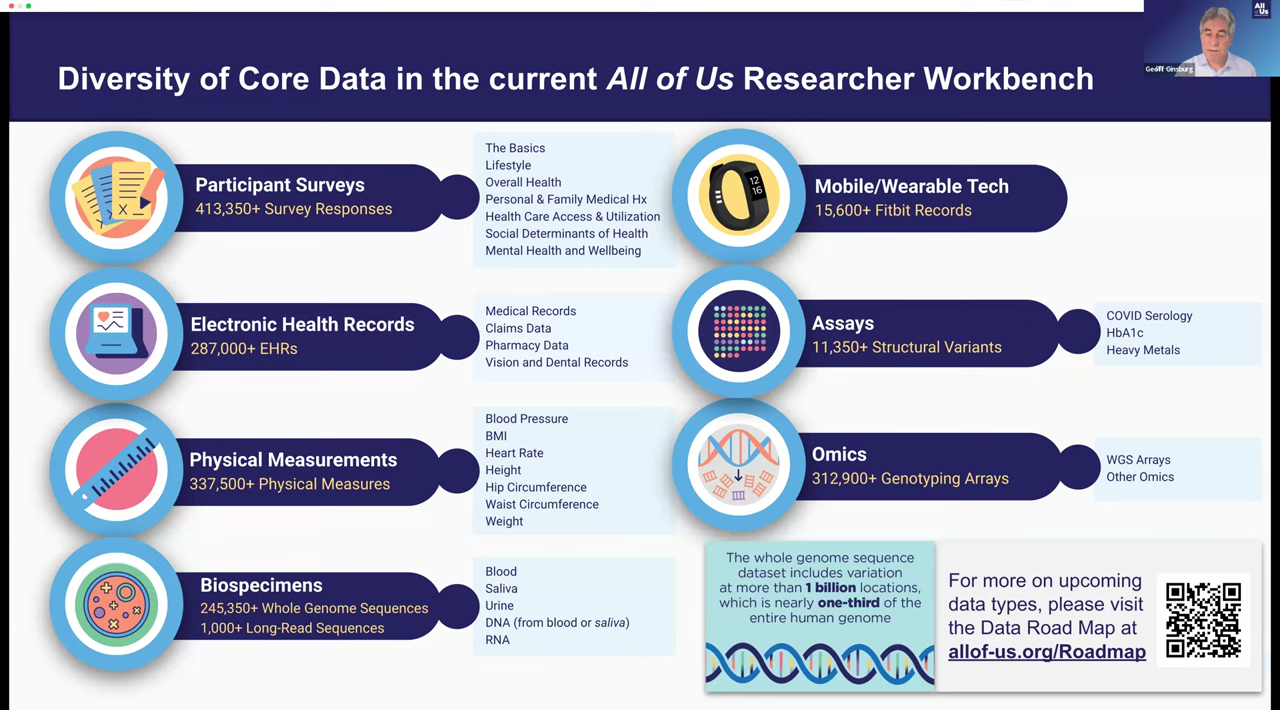 All
of Us
Geoff Ginsburg
Diversity of Core Data in the current All of Us Researcher Workbench
Participant Surveys
413,350+ Survey Responses
The Basics
Lifestyle
Overall Health
Personal & Family Medical Hx
Health Care Access & Utilization
Social Determinants of Health
Mental Health and Wellbeing
Electronic Health Records
287,000+ EHRs
Medical Records
Claims Data
Pharmacy Data
Vision and Dental Records
Physical Measurements
337,500+ Physical Measures
Blood Pressure
BMI
Heart Rate
Height
Hip Circumference
Waist Circumference
Weight
Biospecimens
245,350+ Whole Genome Sequences
1,000+ Long-Read Sequences
Blood
Saliva
Urine
DNA (from blood or saliva)
RNA
12
16
Mobile/Wearable Tech
15,600+ Fitbit Records
Assays
11,350+ Structural Variants
COVID Serology
HbA1c
Heavy Metals
Omics
312,900+ Genotyping Arrays
WGS Arrays
Other Omics
The whole genome sequence
dataset includes variation
at more than 1 billion locations,
which is nearly one-third of the
entire human genome
For more on upcoming
data types, please visit
the Data Road Map at
allof-us.org/Roadmap